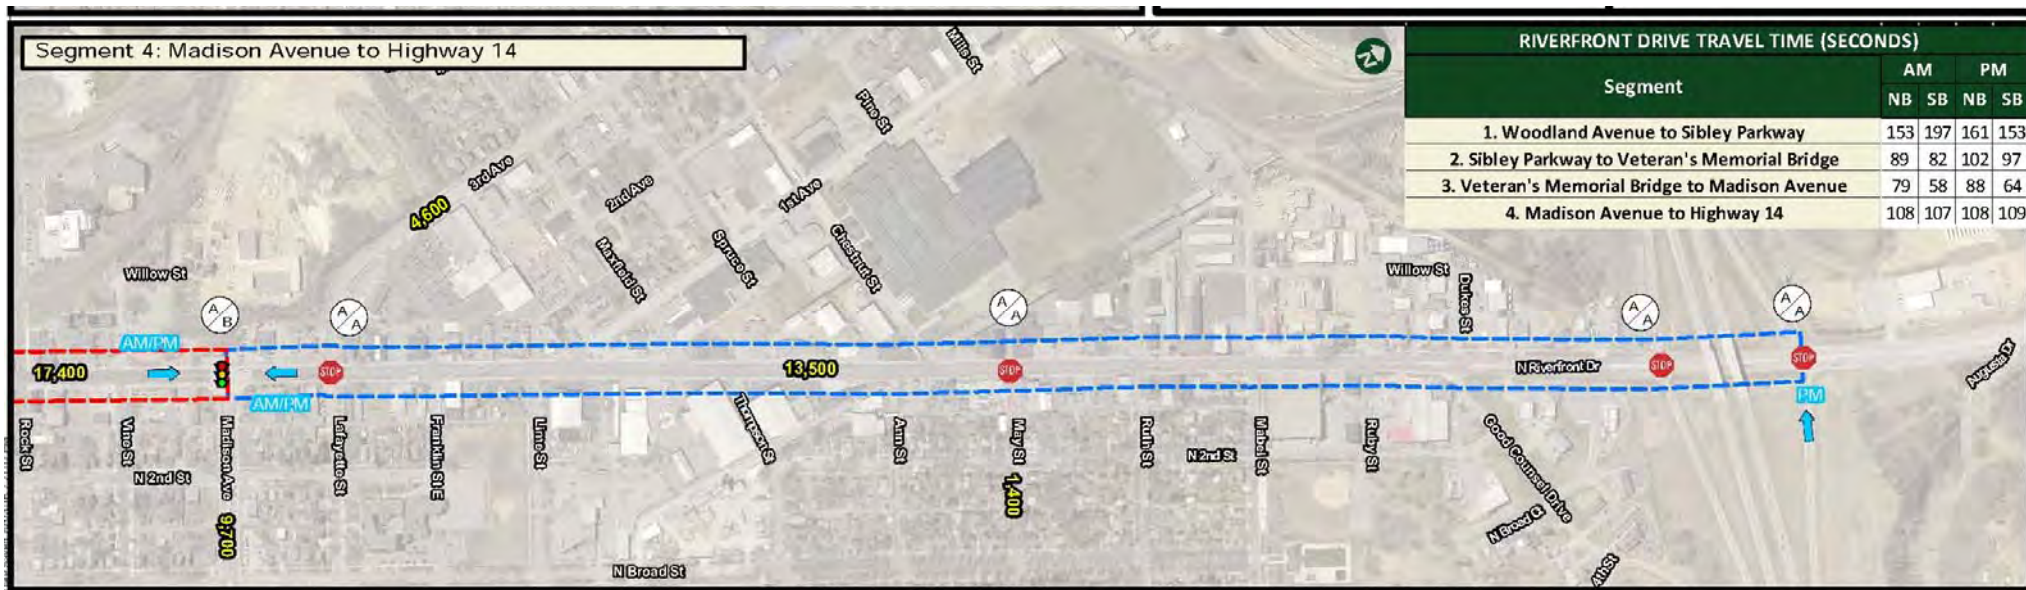 Segment 4: Madison Avenue to Highway 14
RIVERFRONT DRIVE TRAVEL TIME (SECONDS)
Segment AM PM
NB SB NB SB
1. Woodland Avenue to Sibley Parkway 153 197 161 153
2. Sibley Parkway to Veteran's Memorial Bridge 89 82 102 97
3. Veteran's Memorial Bridge to Madison Avenue 79 58 88 64
4. Madison Avenue to Highway 14 108 107 108 109
Mills St
Pine St
3rd Ave
2nd Ave
1st Ave
4,600
Maxfield St
Spruce St
Chestnut St
Willow St
Willow St
Dukes St
A/B
A/A
A/A
A/A
A/A
AM/PM
17,400
STOP
13,500
STOP
N Riverfront Dr
STOP
STOP
Augusta Dr
AM/PM
PM
Rock St
Vine St
Madison Ave
Lafayette St
Franklin St E
Lime St
Thompson St
Ann St
May St
Ruth St
Mabel St
Ruby St
Good Counsel Drive
N 2nd St
N 2nd St
9,700
1,400
N Broad Ct
N Broad St
4th St